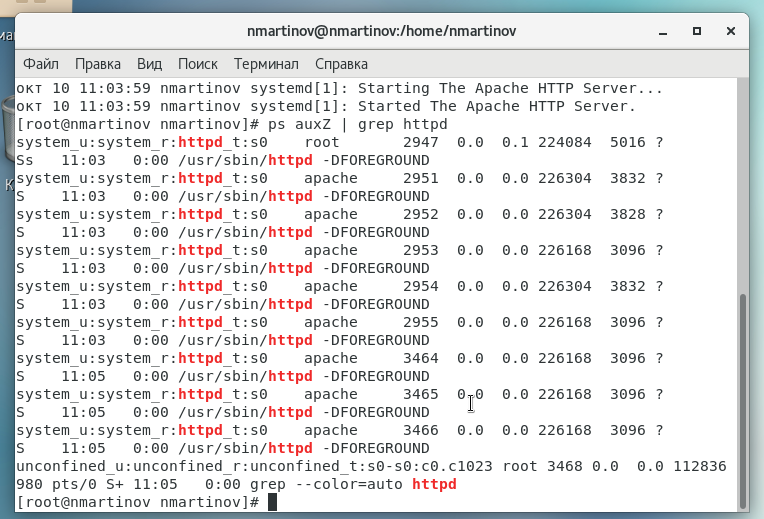 nmartinov@nmartinov:/home/nmartinov
Файл Правка Вид Поиск Терминал Справка
окт 10 11:03:59 nmartinov systemd[1]: Starting The Apache HTTP Server...
окт 10 11:03:59 nmartinov systemd[1]: Started The Apache HTTP Server.
[root@nmartinov nmartinov]# ps auxZ | grep httpd
system_u:system_r:httpd_t:s0    root       2947  0.0  0.1 224084  5016 ?
Ss   11:03   0:00 /usr/sbin/httpd -DFOREGROUND
system_u:system_r:httpd_t:s0    apache     2951  0.0  0.0 226304  3832 ?
S    11:03   0:00 /usr/sbin/httpd -DFOREGROUND
system_u:system_r:httpd_t:s0    apache     2952  0.0  0.0 226304  3828 ?
S    11:03   0:00 /usr/sbin/httpd -DFOREGROUND
system_u:system_r:httpd_t:s0    apache     2953  0.0  0.0 226168  3096 ?
S    11:03   0:00 /usr/sbin/httpd -DFOREGROUND
system_u:system_r:httpd_t:s0    apache     2954  0.0  0.0 226304  3832 ?
S    11:03   0:00 /usr/sbin/httpd -DFOREGROUND
system_u:system_r:httpd_t:s0    apache     2955  0.0  0.0 226168  3096 ?
S    11:03   0:00 /usr/sbin/httpd -DFOREGROUND
system_u:system_r:httpd_t:s0    apache     3464  0.0  0.0 226168  3096 ?
S    11:05   0:00 /usr/sbin/httpd -DFOREGROUND
system_u:system_r:httpd_t:s0    apache     3465  0.0  0.0 226168  3096 ?
S    11:05   0:00 /usr/sbin/httpd -DFOREGROUND
system_u:system_r:httpd_t:s0    apache     3466  0.0  0.0 226168  3096 ?
S    11:05   0:00 /usr/sbin/httpd -DFOREGROUND
unconfined_u:unconfined_r:unconfined_t:s0-s0:c0.c1023 root 3468 0.0  0.0 112836
980 pts/0 S+ 11:05   0:00 grep --color=auto httpd
[root@nmartinov nmartinov]#